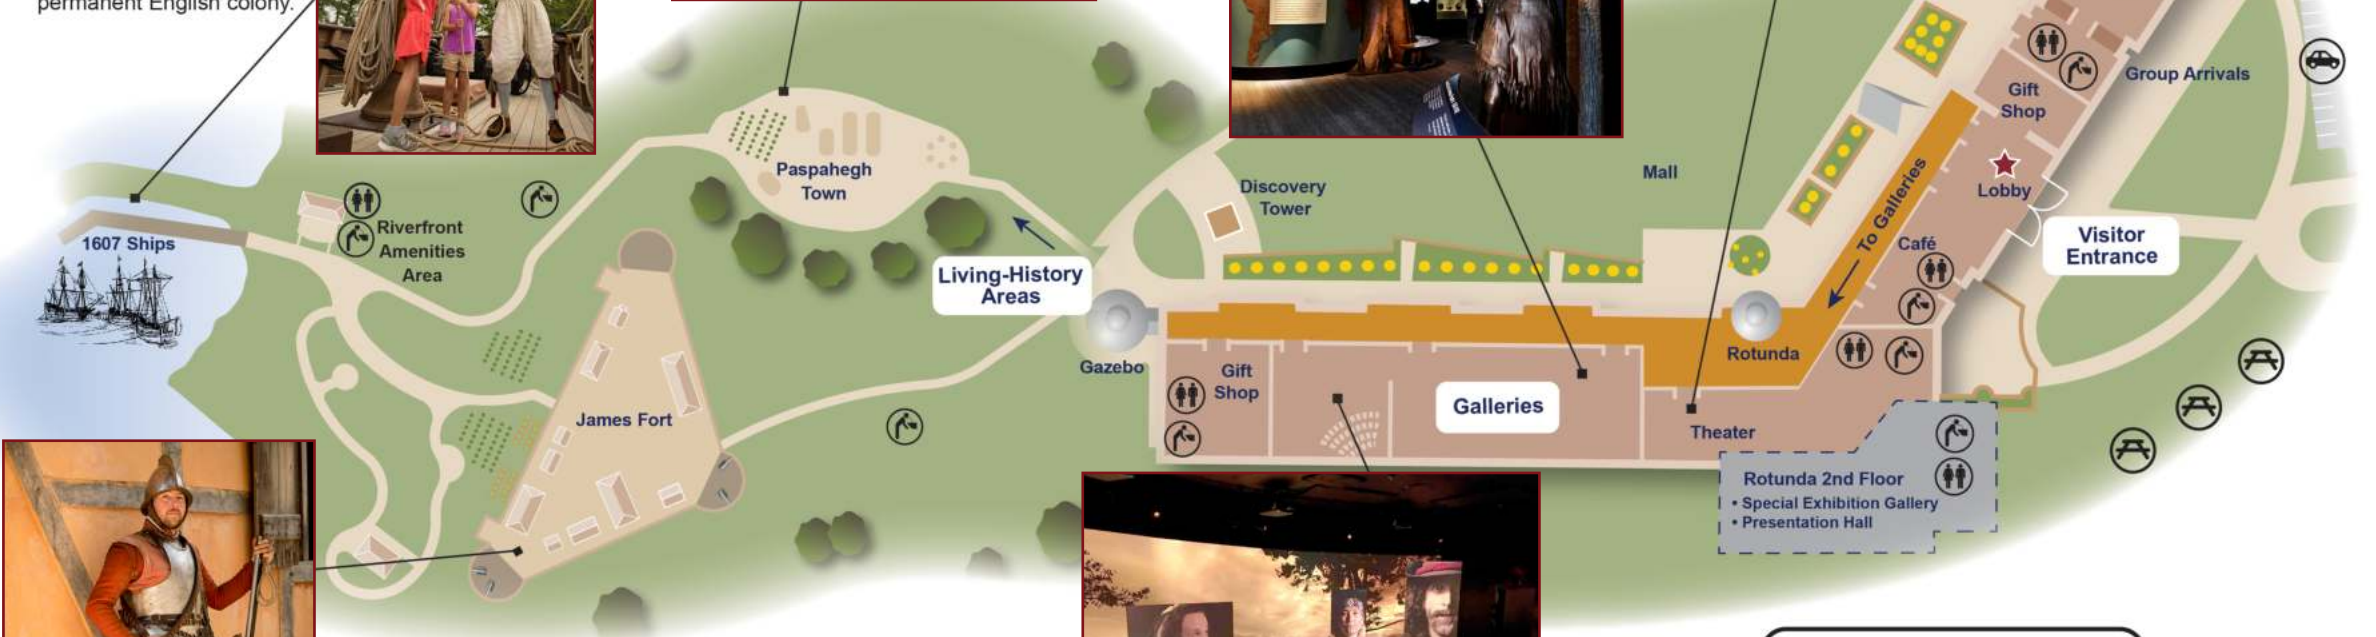 permanent English colony.
Group Arrivals
Gift
Shop
Lobby
To Galleries
Café
Visitor
Entrance
Mall
Discovery
Tower
Paspahegh
Town
Living-History
Areas
1607 Ships
Riverfront
Amenities
Area
James Fort
Gazebo
Gift
Shop
Galleries
Rotunda
Theater
Rotunda 2nd Floor
• Special Exhibition Gallery
• Presentation Hall